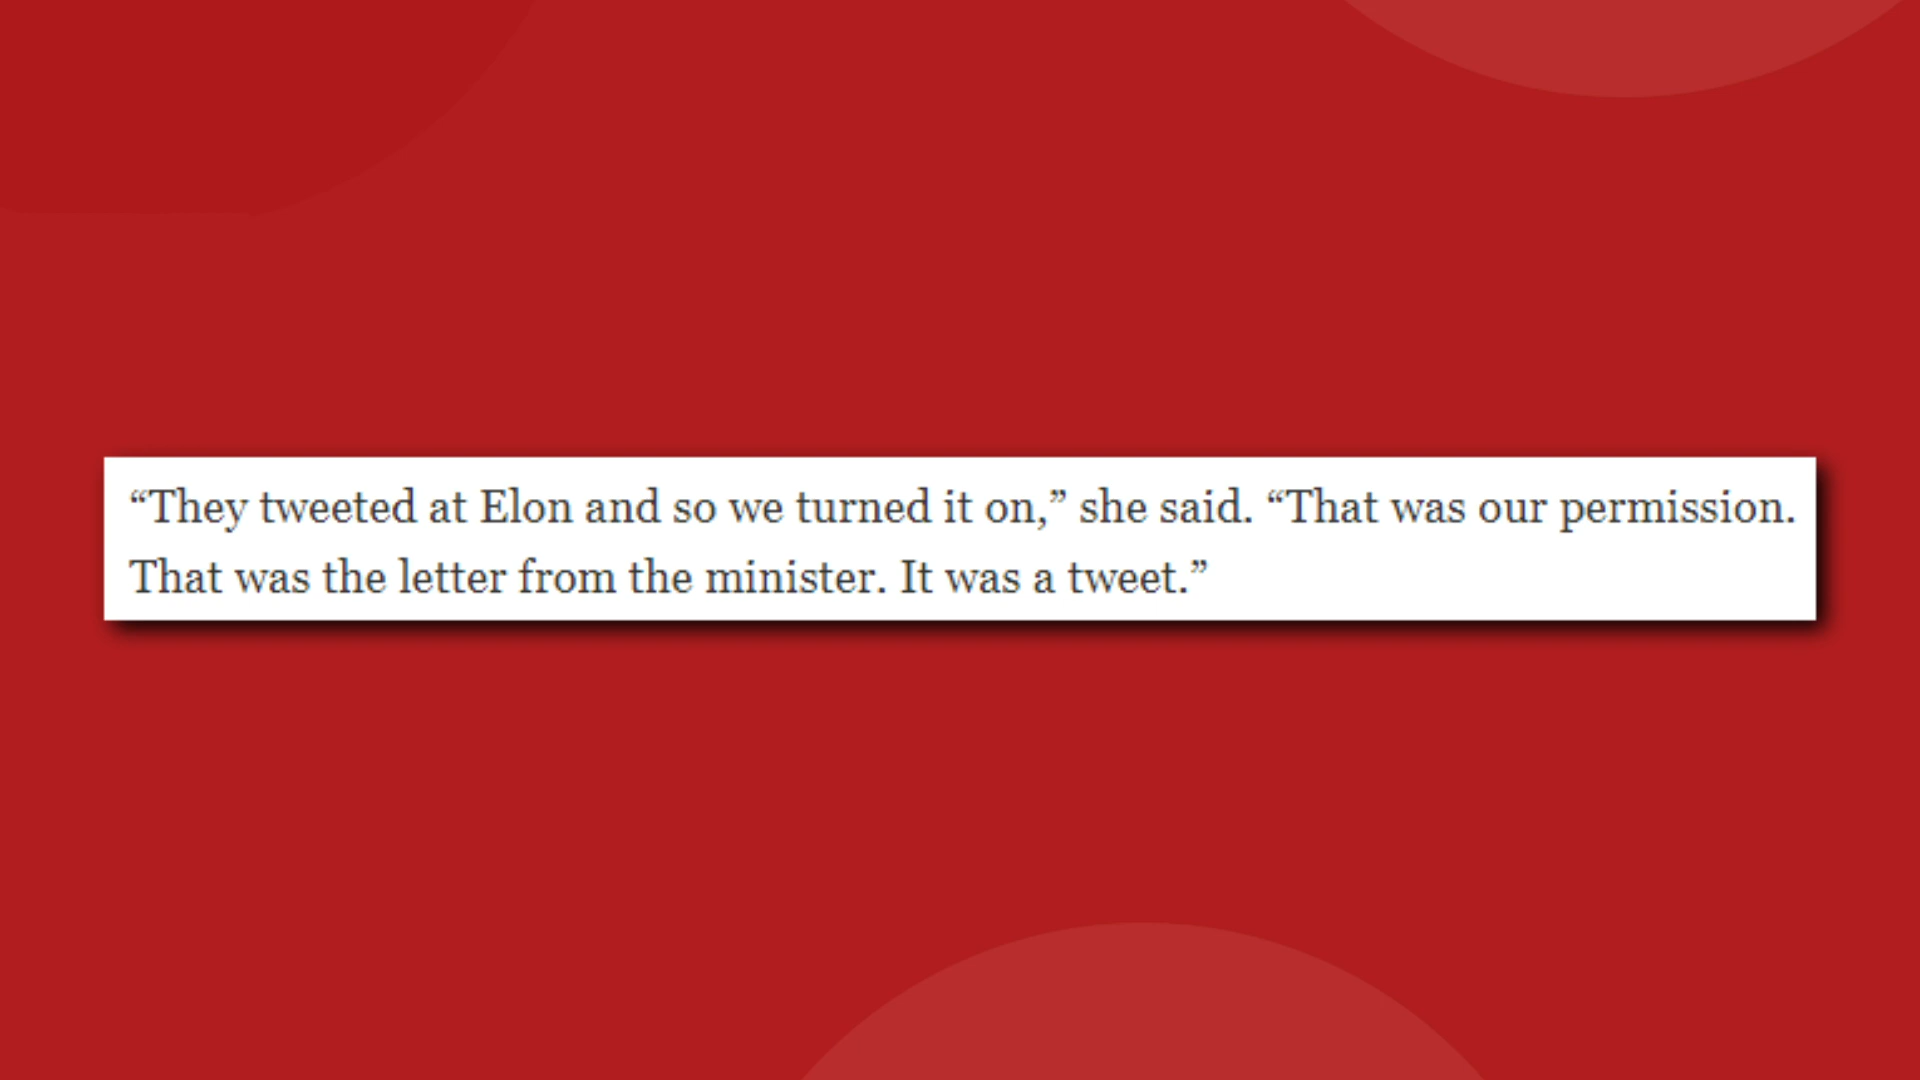 “They tweeted at Elon and so we turned it on,” she said. “That was our permission.
That was the letter from the minister. It was a tweet.”